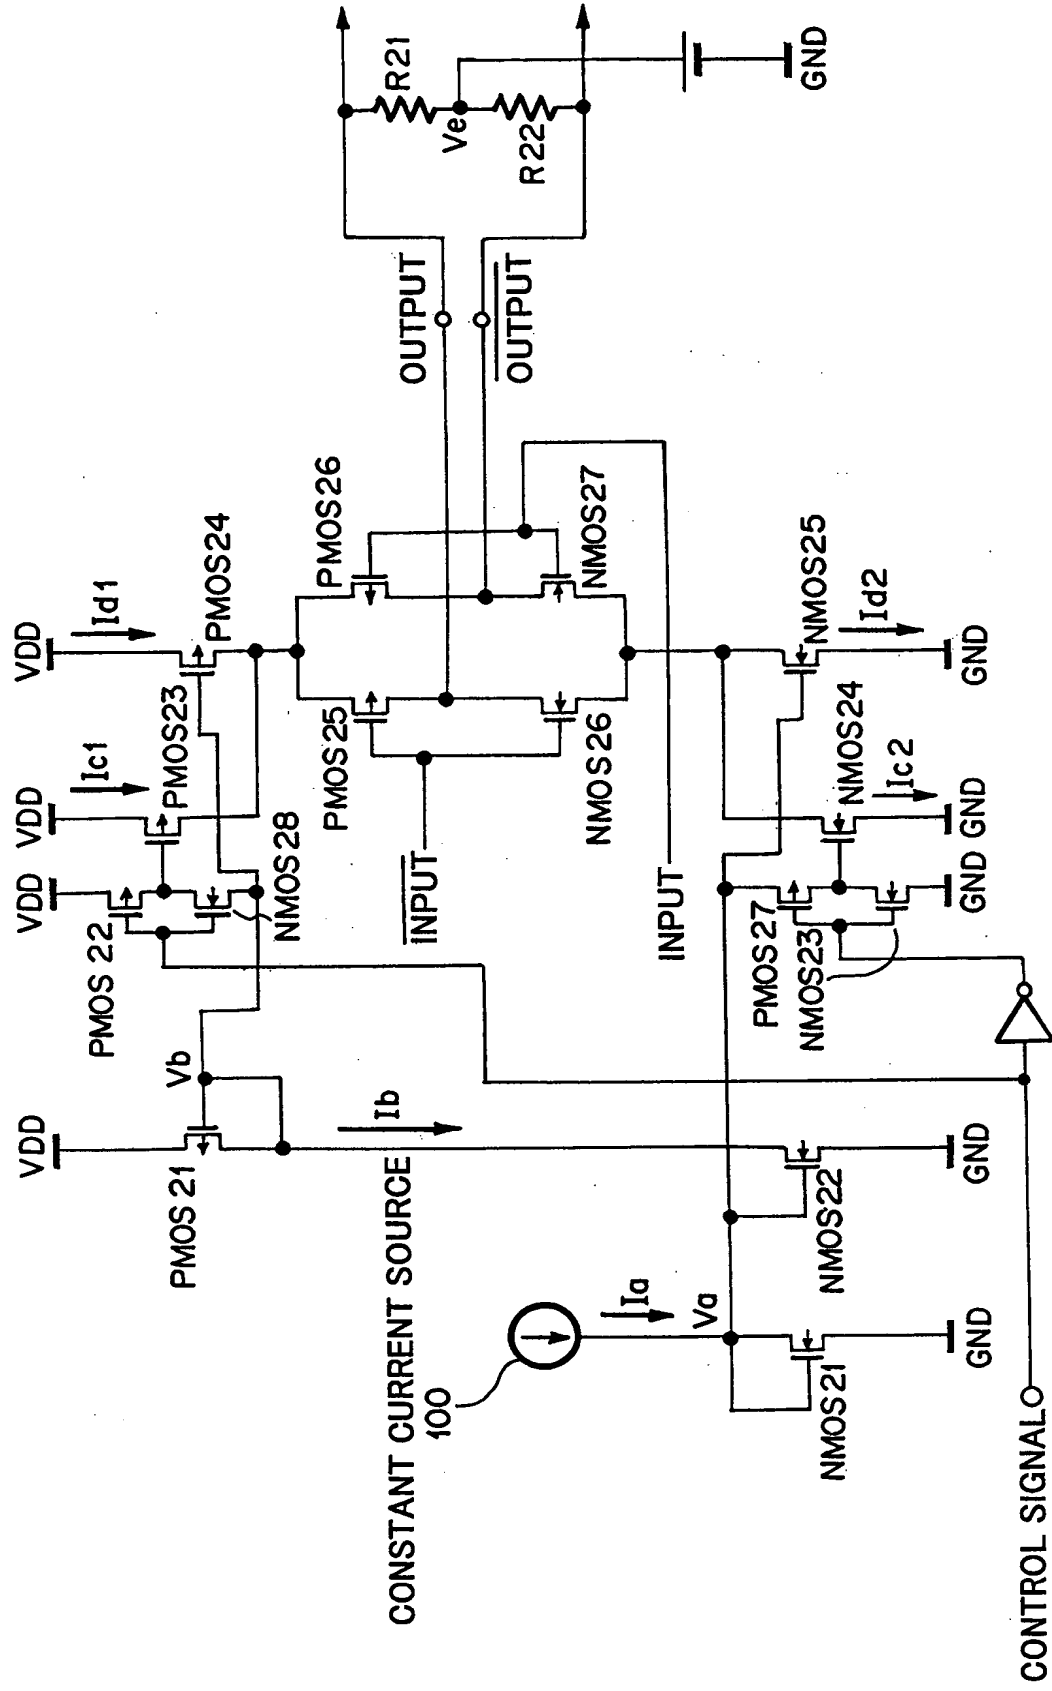 VDD
VDD
VDD
VDD
Ic1
Id1
PMOS 21
Vb
PMOS 22
NMOS28
PMOS23
PMOS24
Ib
CONSTANT CURRENT SOURCE
100
Ia
Va
PMOS25
PMOS26
INPUT
NMOS26
NMOS27
INPUT
OUTPUT
OUTPUT
R21
Ve
R22
GND
NMOS21
NMOS22
PMOS27
NMOS23
NMOS24
NMOS25
Ic2
Id2
GND
GND
GND
GND
GND
CONTROL SIGNAL